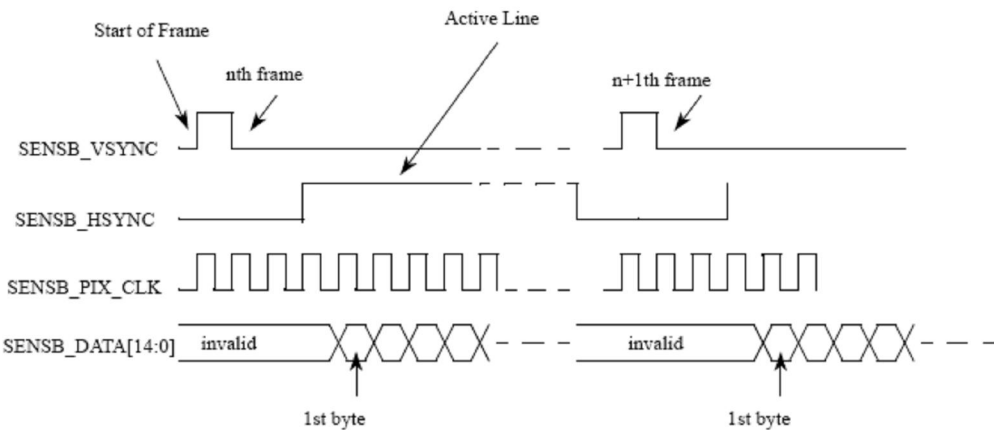 Active Line
Start of Frame
nth frame
n+1th frame
SENSB_VSYNC
SENSB_HSYNC
SENSB_PIX_CLK
SENSB_DATA[14:0]
invalid
invalid
1st byte
1st byte